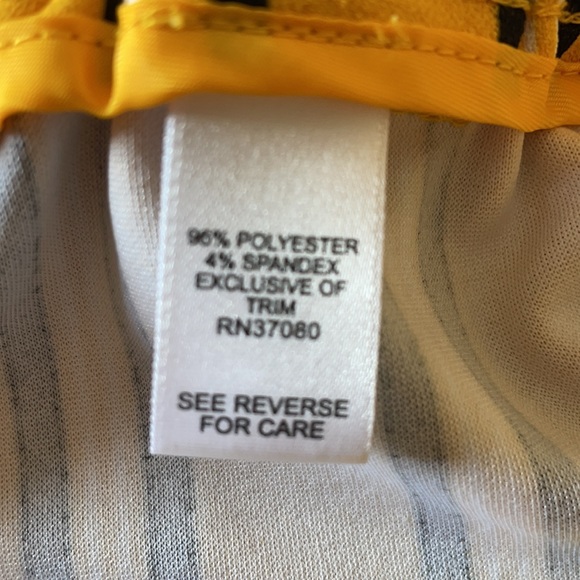 96% POLYESTER
4% SPANDEX
EXCLUSIVE OF
TRIM
RN37080
SEE REVERSE
FOR CARE